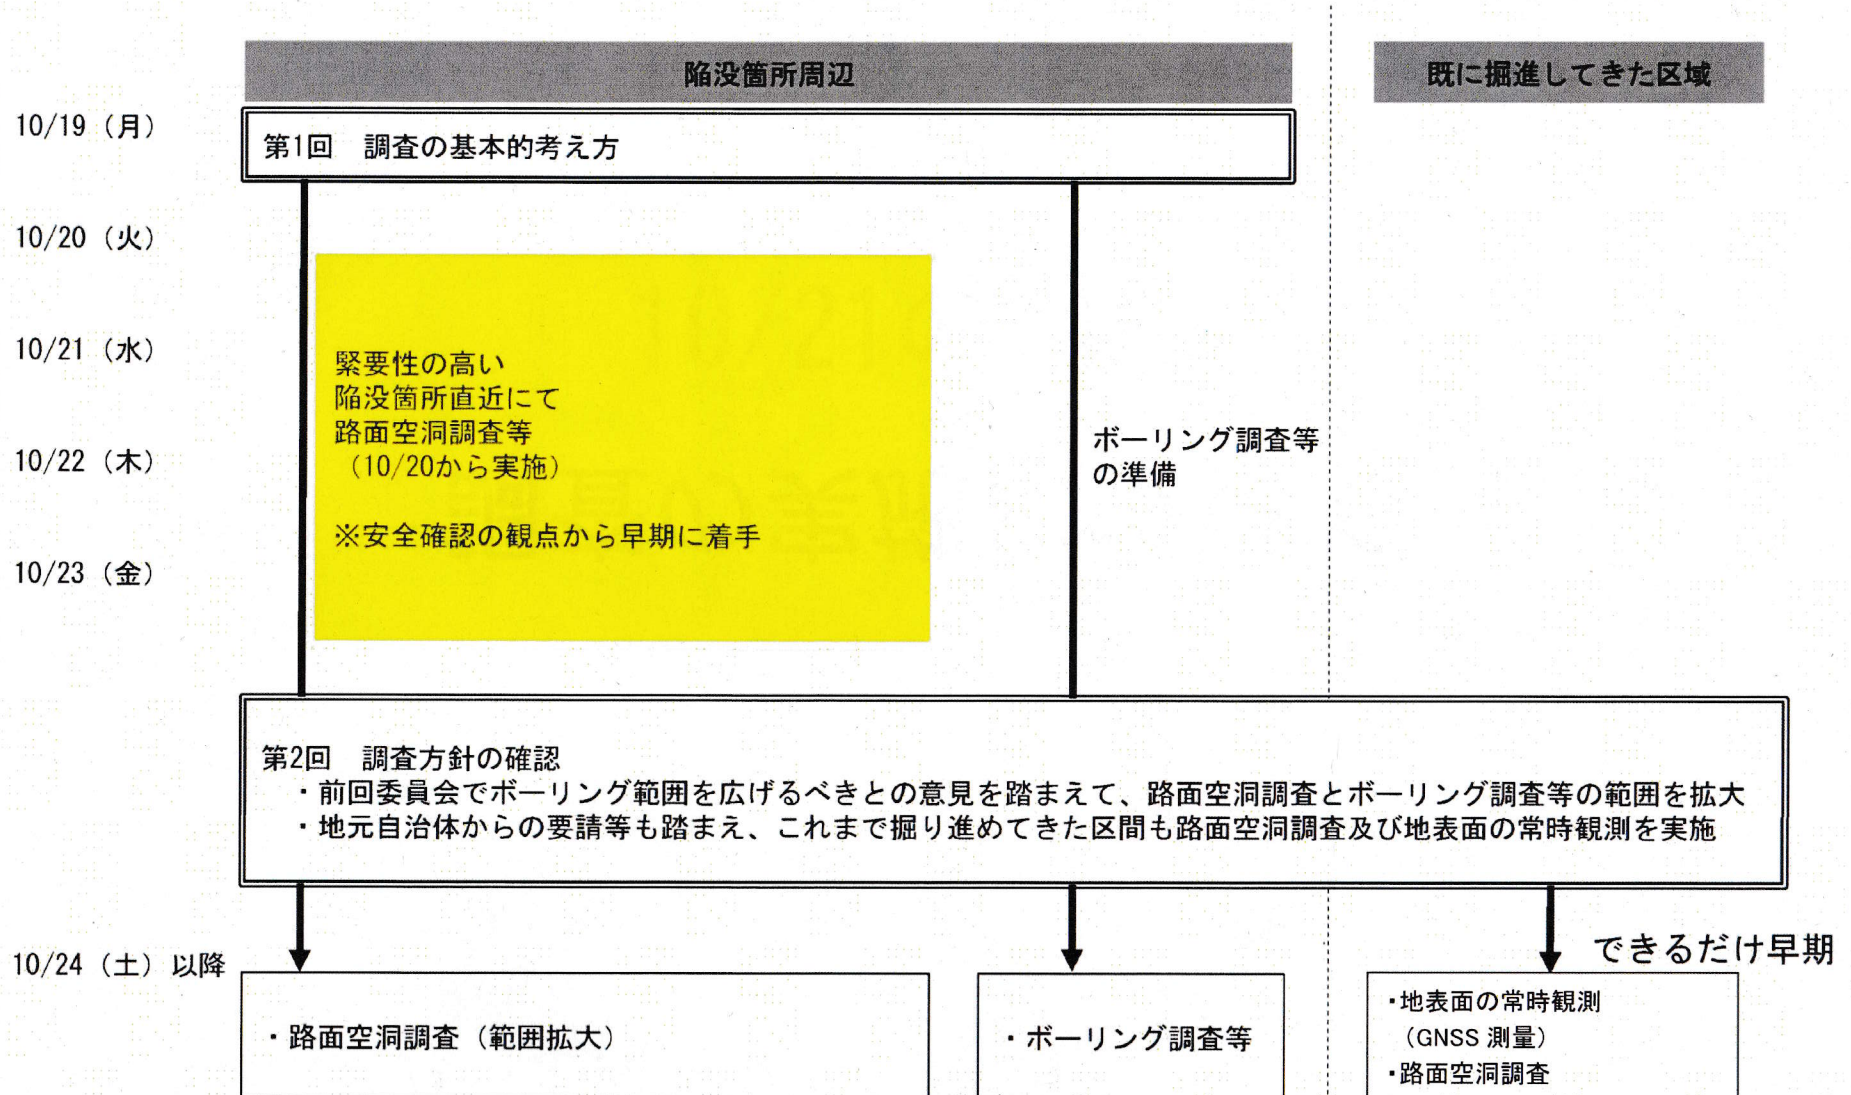 陥没箇所周辺
既に掘進してきた区域
10/19（月）
第1回　調査の基本的考え方
10/20（火）
10/21（水）
緊要性の高い
陥没箇所直近にて
路面空洞調査等
（10/20から実施）
※安全確認の観点から早期に着手
ボーリング調査等
の準備
10/22（木）
10/23（金）
第2回　調査方針の確認
・前回委員会でボーリング範囲を広げるべきとの意見を踏まえて、路面空洞調査とボーリング調査等の範囲を拡大
・地元自治体からの要請等も踏まえ、これまで掘り進めてきた区間も路面空洞調査及び地表面の常時観測を実施
できるだけ早期
10/24（土）以降
・路面空洞調査（範囲拡大）
・ボーリング調査等
・地表面の常時観測
（GNSS 測量）
・路面空洞調査